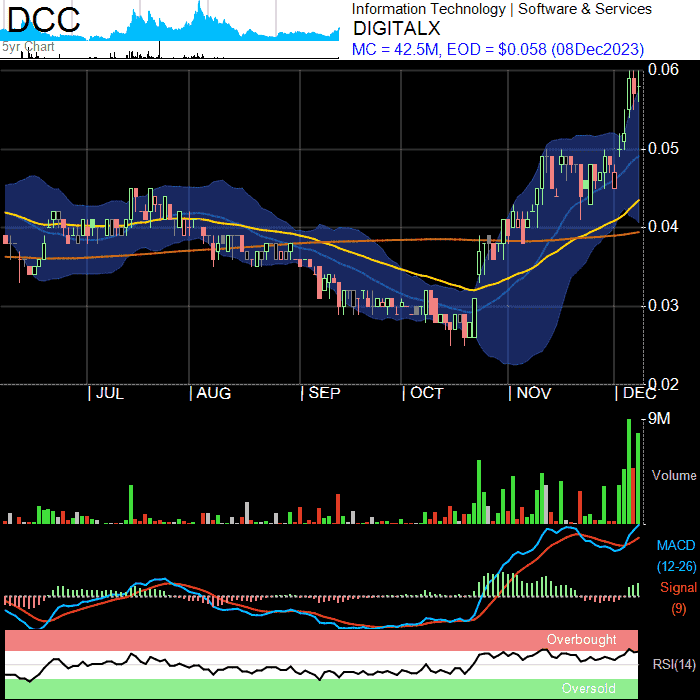 DCC
5yr Chart
Information Technology | Software & Services
DIGITALX
MC = 42.5M, EOD = $0.058 (08Dec2023)
0.06
0.05
0.04
0.03
0.02
| JUL
| AUG
| SEP
| OCT
| NOV
| DEC
9M
Volume
MACD
(12-26)
Signal
(9)
Overbought
RSI(14)
Oversold